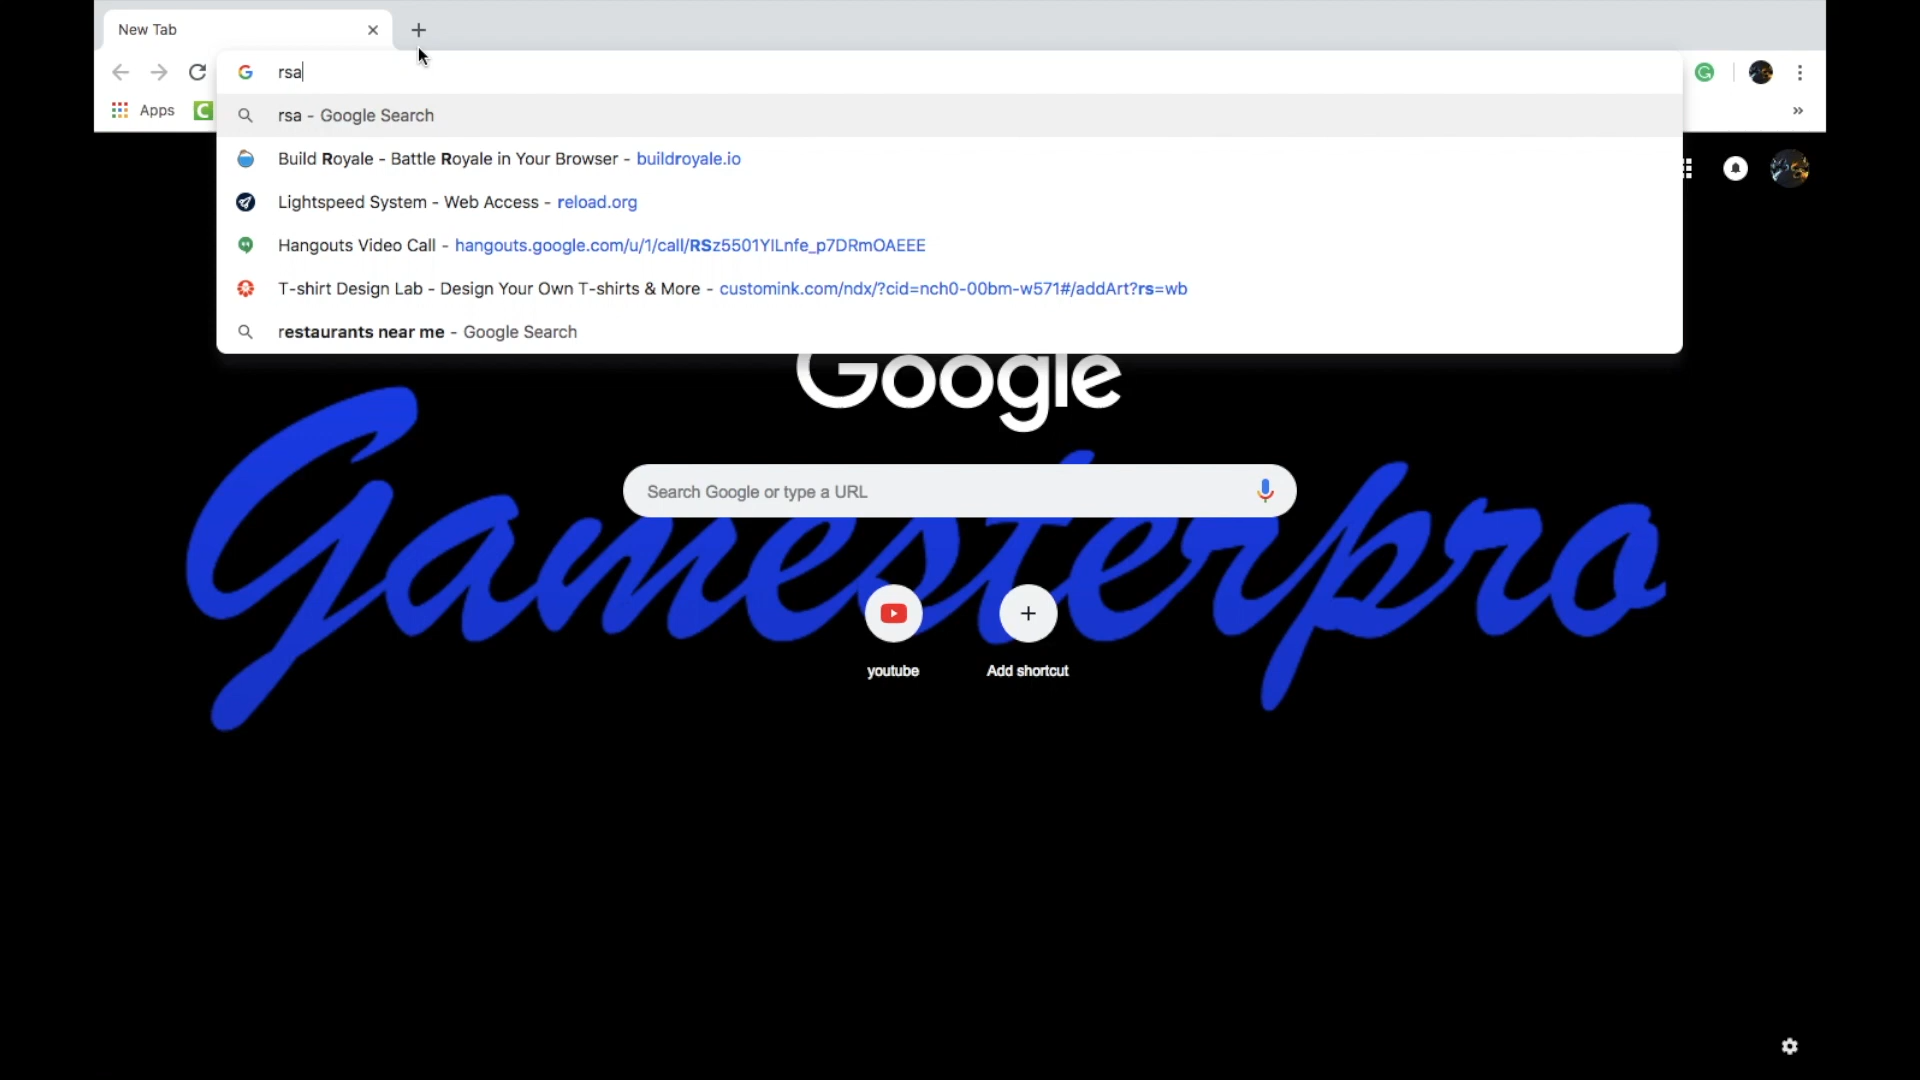 New Tab
rsa
Apps
rsa - Google Search
Build Royale - Battle Royale in Your Browser - buildroyale.io
Lightspeed System - Web Access - reload.org
Hangouts Video Call - hangouts.google.com/u/1/call/RSz5501YILnfe_p7DRmOAEEE
T-shirt Design Lab - Design Your Own T-shirts & More - customink.com/ndx/?cid=nch0-00bm-w571#/addArt?rs=wb
restaurants near me - Google Search
Google
Search Google or type a URL
Gamesterpro
youtube
Add shortcut